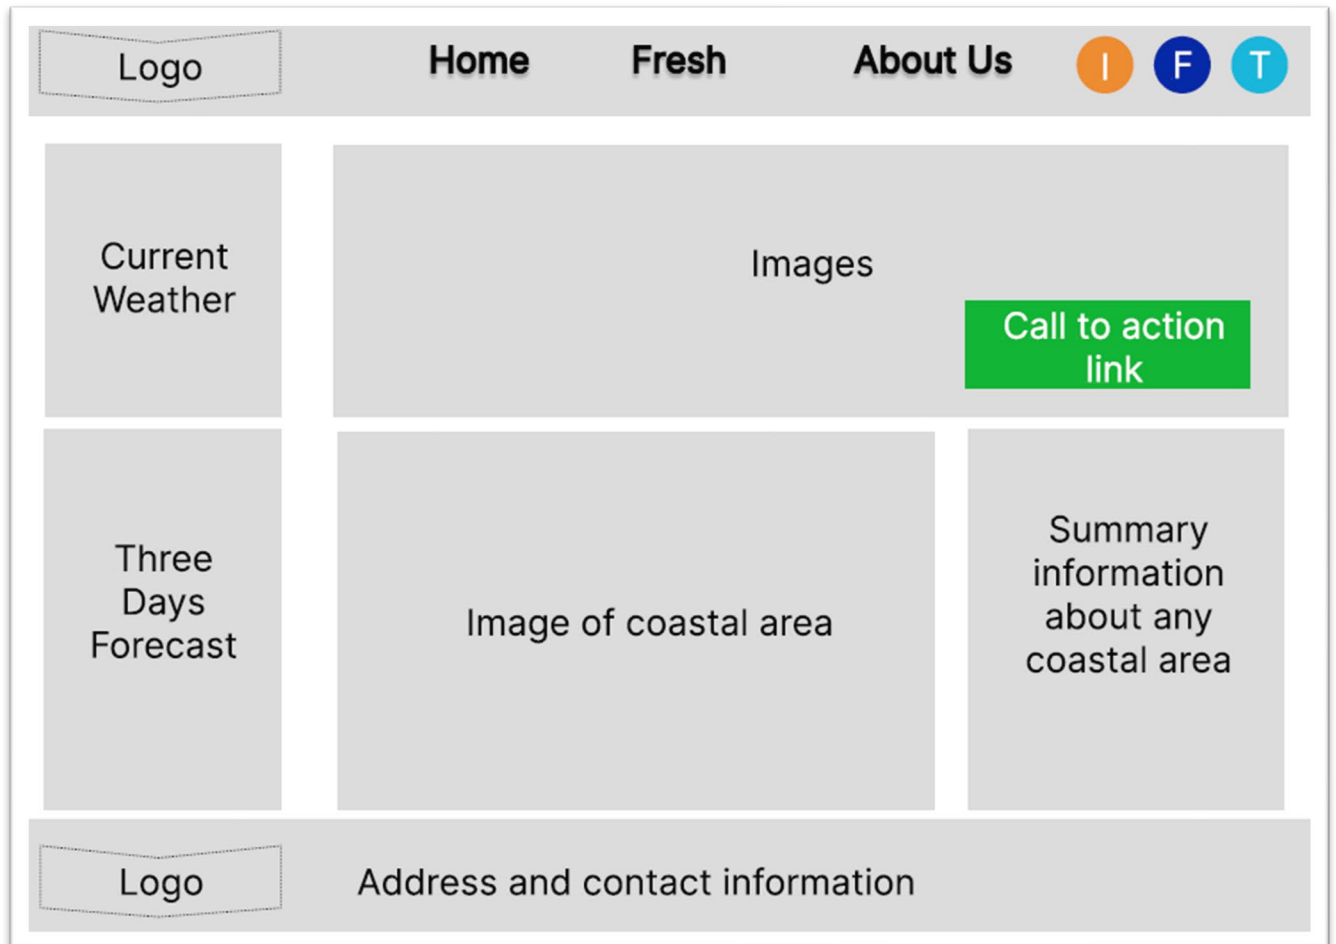 Logo
Home Fresh About Us I F T
Current
Weather
Images
Call to action
link
Three
Days
Forecast
Image of coastal area
Summary
information
about any
coastal area
Logo
Address and contact information